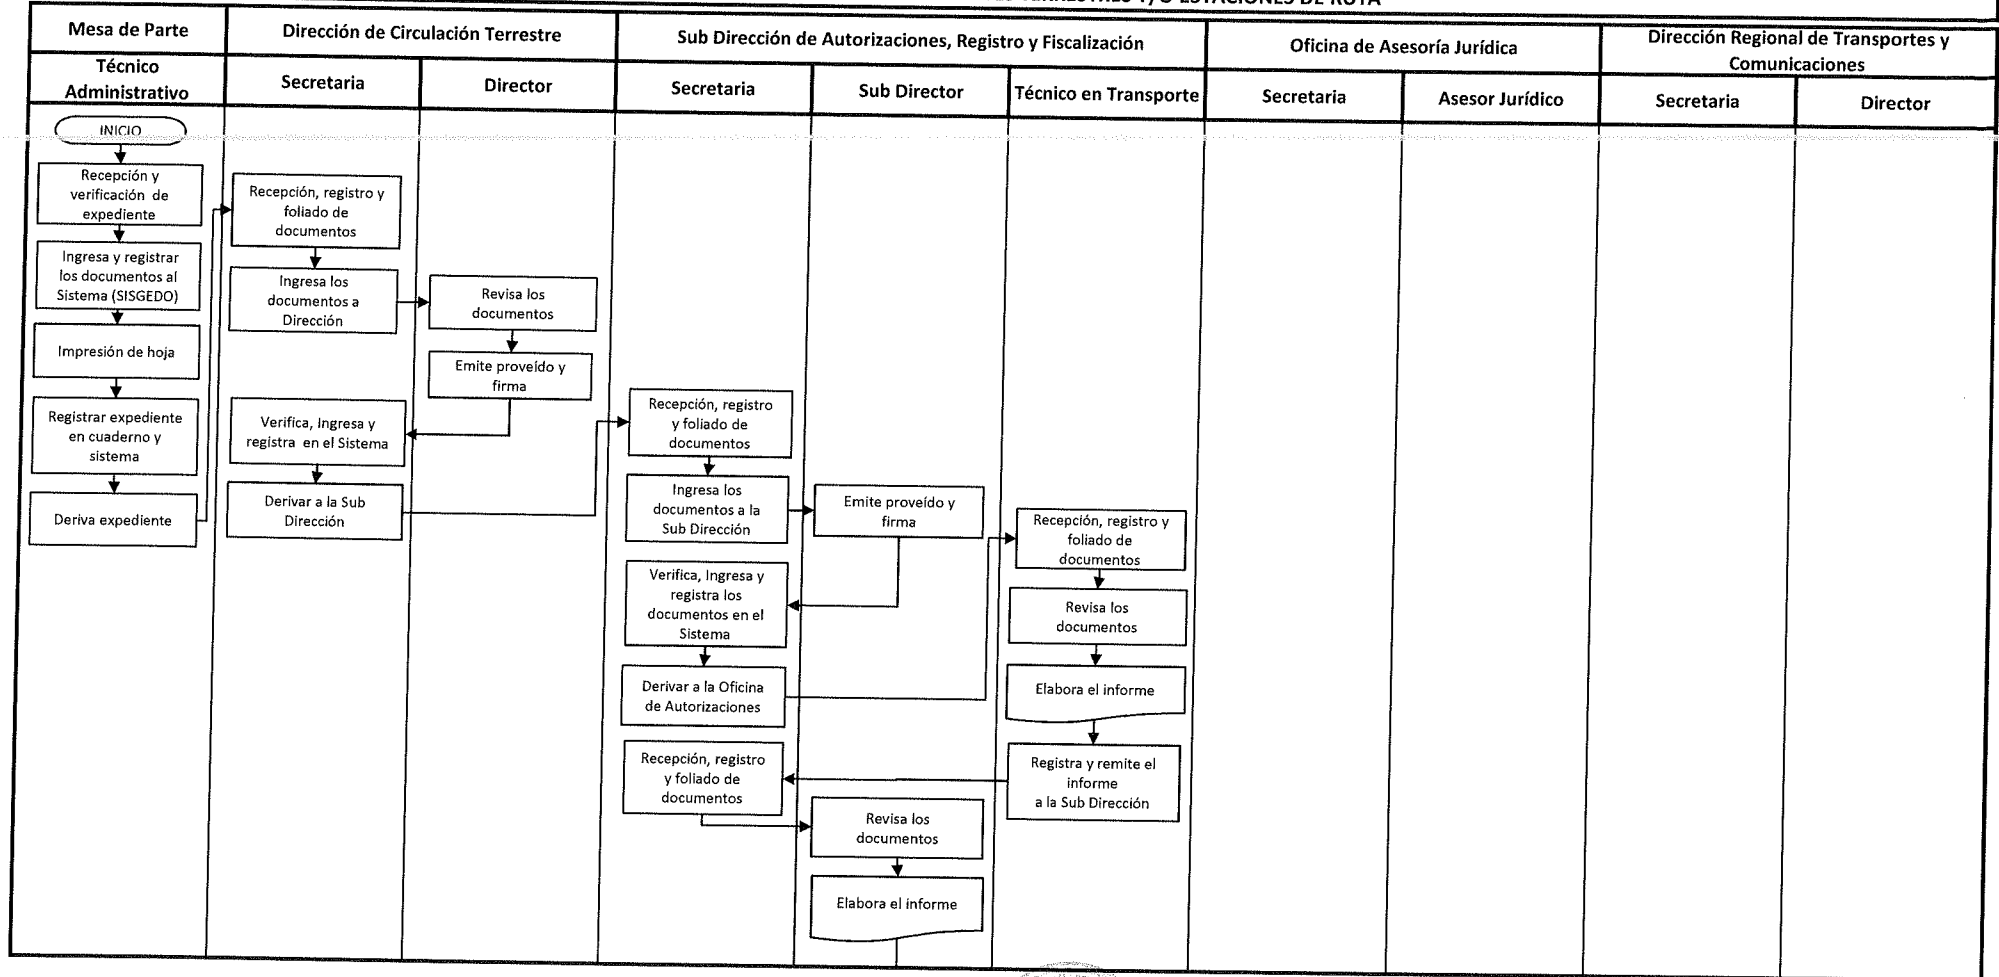 TERRESTRES Y/O ESTACIONES DE RUTA
Mesa de Parte
Dirección de Circulación Terrestre
Sub Dirección de Autorizaciones, Registro y Fiscalización
Oficina de Asesoría Jurídica
Dirección Regional de Transportes y
Comunicaciones
Técnico
Administrativo
Secretaria
Director
Secretaria
Sub Director
Técnico en Transporte
Secretaria
Asesor Jurídico
Secretaria
Director
INICIO
Recepción y
verificación de
expediente
Ingresa y registrar
los documentos al
Sistema (SISGEDO)
Impresión de hoja
Registrar expediente
en cuaderno y
sistema
Deriva expediente
Recepción, registro y
foliado de
documentos
Ingresa los
documentos a
Dirección
Revisa los
documentos
Emite proveído y
firma
Verifica, Ingresa y
registra en el Sistema
Derivar a la Sub
Dirección
Recepción, registro
y foliado de
documentos
Ingresa los
documentos a la
Sub Dirección
Emite proveído y
firma
Verifica, Ingresa y
registra los
documentos en el
Sistema
Derivar a la Oficina
de Autorizaciones
Recepción, registro y
foliado de
documentos
Revisa los
documentos
Elabora el informe
Registra y remite el
informe
a la Sub Dirección
Recepción, registro
y foliado de
documentos
Revisa los
documentos
Elabora el informe